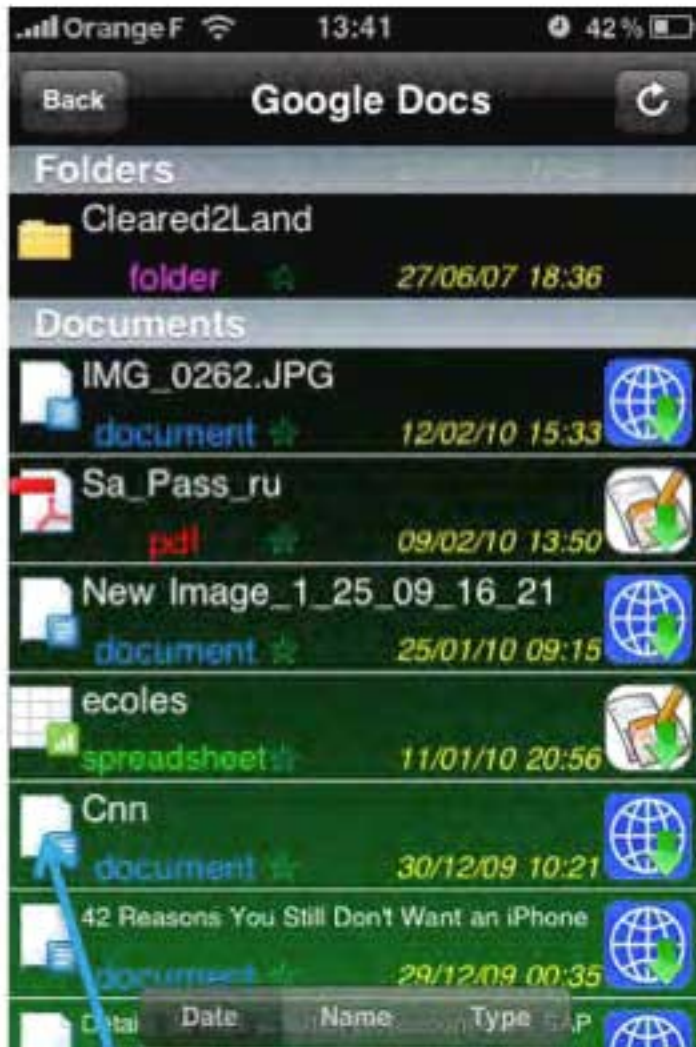 OrangeF 13:41 42%
Back Google Docs
Folders
Cleared2Land
folder 27/06/07 18:36
Documents
IMG_0262.JPG
document 12/02/10 15:33
Sa_Pass_ru
pdf 09/02/10 13:50
New Image_1_25_09_16_21
document 25/01/10 09:15
ecoles
spreadsheet 11/01/10 20:56
Cnn
document 30/12/09 10:21
42 Reasons You Still Don't Want an iPhone
document 29/12/09 00:35
Date Name Type